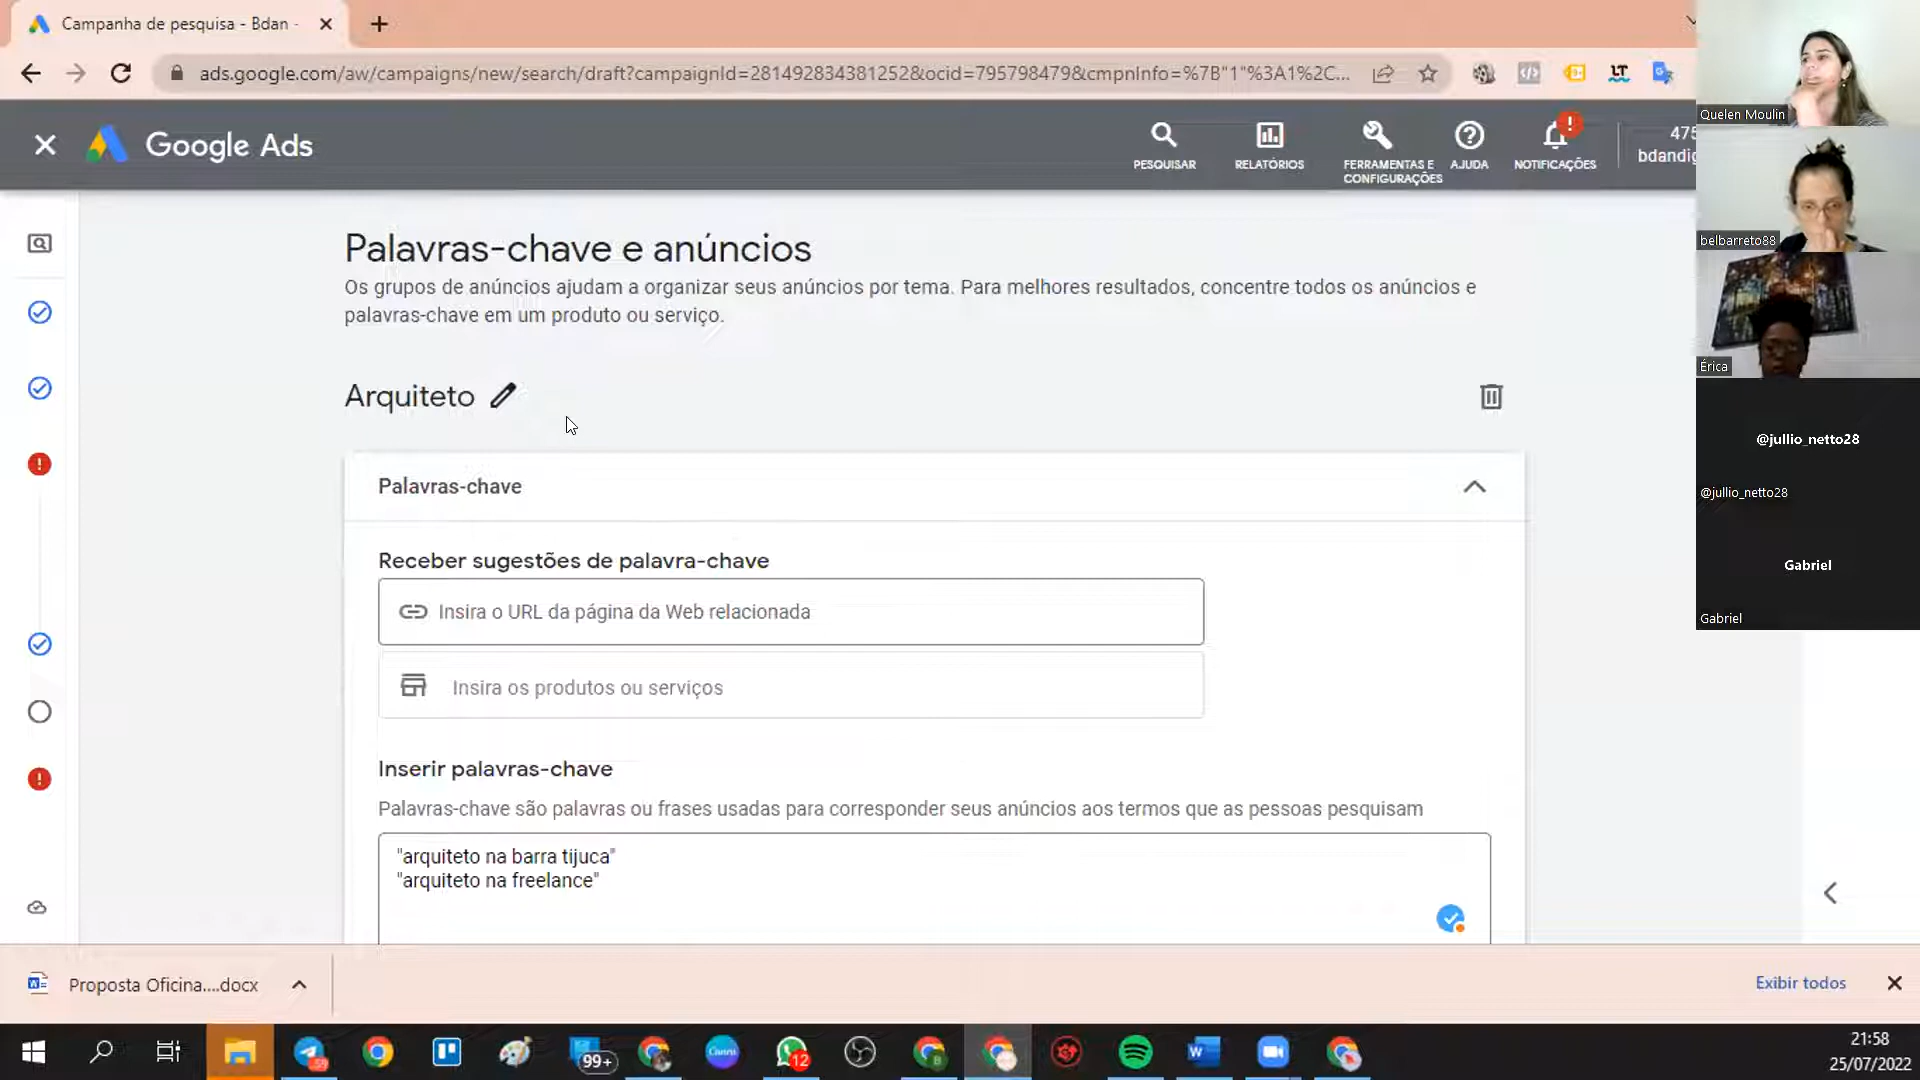 Campanha de pesquisa - Bdan -
ads.google.com/aw/campaigns/new/search/draft?campaignId=281492834381252&ocid=795798479&cmpnInfo=%7B"1"%3A1%2C...
Google Ads
PESQUISAR
RELATÓRIOS
FERRAMENTAS E
CONFIGURAÇÕES
AJUDA
NOTIFICAÇÕES
475
bdandig
Quelen Moulin
belbarreto88
Érica
@jullio_netto28
@jullio_netto28
Gabriel
Gabriel
Palavras-chave e anúncios
Os grupos de anúncios ajudam a organizar seus anúncios por tema. Para melhores resultados, concentre todos os anúncios e
palavras-chave em um produto ou serviço.
Arquiteto
Palavras-chave
Receber sugestões de palavra-chave
Insira o URL da página da Web relacionada
Insira os produtos ou serviços
Inserir palavras-chave
Palavras-chave são palavras ou frases usadas para corresponder seus anúncios aos termos que as pessoas pesquisam
"arquiteto na barra tijuca"
"arquiteto na freelance"
Proposta Oficina....docx
Exibir todos
99+
Canva
12
21:58
25/07/2022